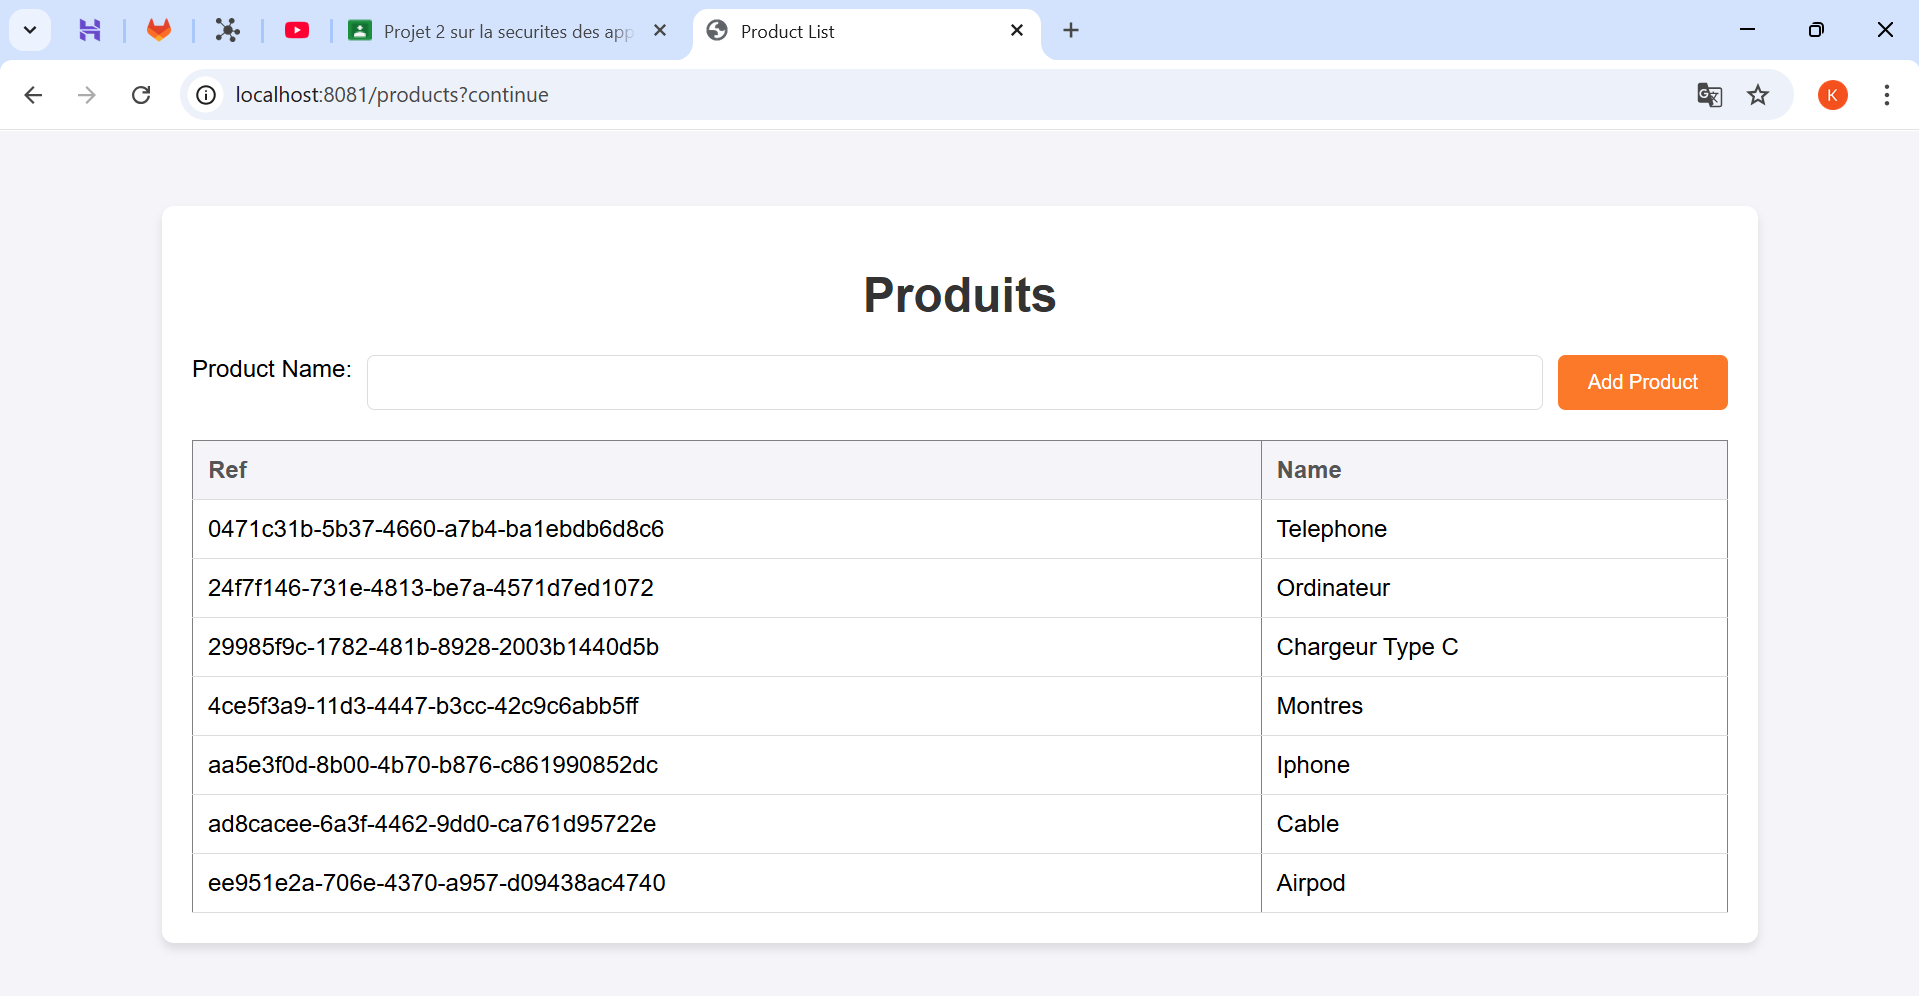 Projet 2 sur la securites des app
Product List
localhost:8081/products?continue
K
Produits
Product Name:
Add Product
Ref Name
0471c31b-5b37-4660-a7b4-ba1ebdb6d8c6 Telephone
24f7f146-731e-4813-be7a-4571d7ed1072 Ordinateur
29985f9c-1782-481b-8928-2003b1440d5b Chargeur Type C
4ce5f3a9-11d3-4447-b3cc-42c9c6abb5ff Montres
aa5e3f0d-8b00-4b70-b876-c861990852dc Iphone
ad8cacee-6a3f-4462-9dd0-ca761d95722e Cable
ee951e2a-706e-4370-a957-d09438ac4740 Airpod